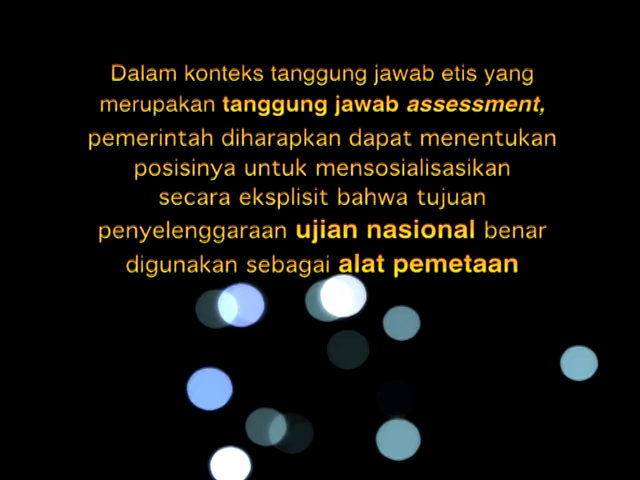 Dalam konteks tanggung jawab etis yang
merupakan tanggung jawab assessment,
pemerintah diharapkan dapat menentukan
posisinya untuk mensosialisasikan
secara eksplisit bahwa tujuan
penyelenggaraan ujian nasional benar
digunakan sebagai alat pemetaan